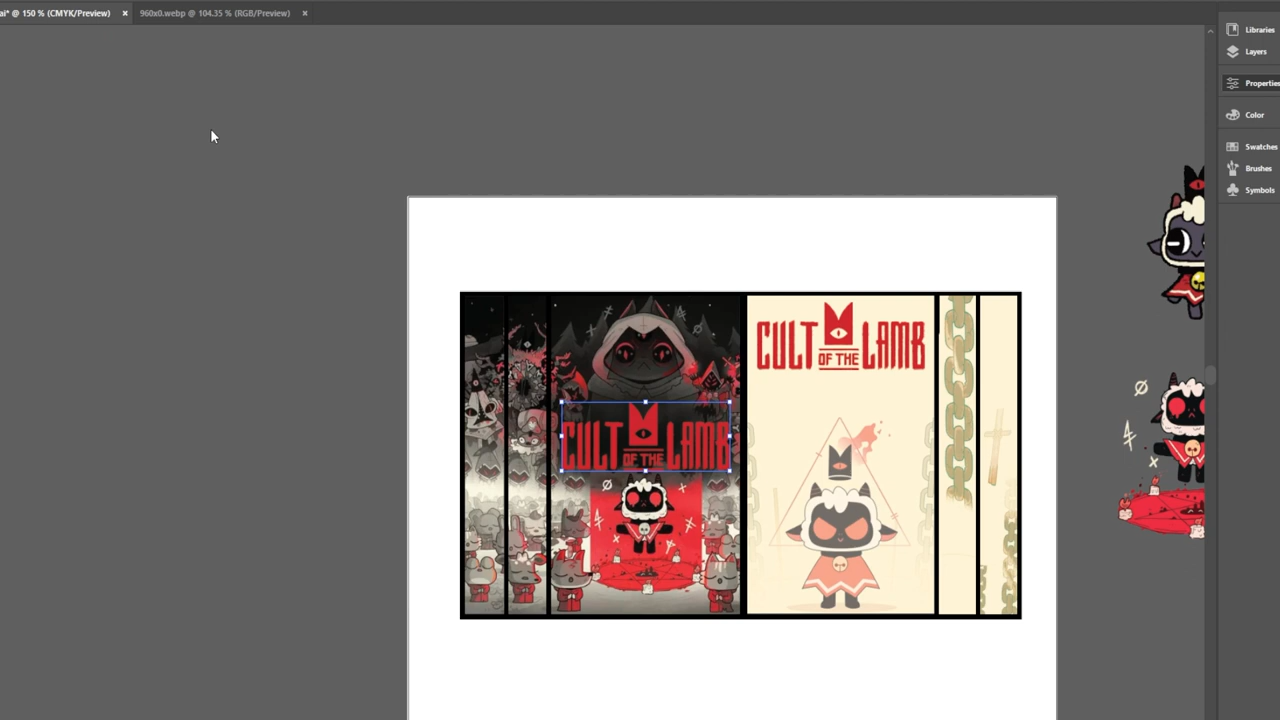 ai* @ 150 % (CMYK/Preview) ×
960x0.webp @ 104.35 % (RGB/Preview) ×
Libraries
Layers
Properties
Color
Swatches
Brushes
Symbols
CULT OF THE LAMB
CULT OF THE LAMB